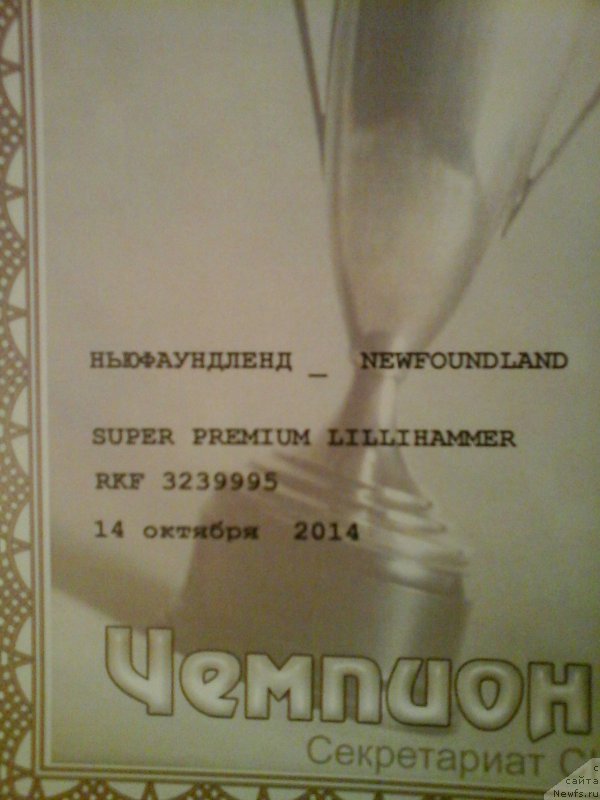 НЬЮФАУНДЛЕНД _ NEWFOUNDLAND
SUPER PREMIUM LILLIHAMMER
RKF 3239995
14 октября 2014
Чемпион
Секретариат
с
сайта
Newfs.ru